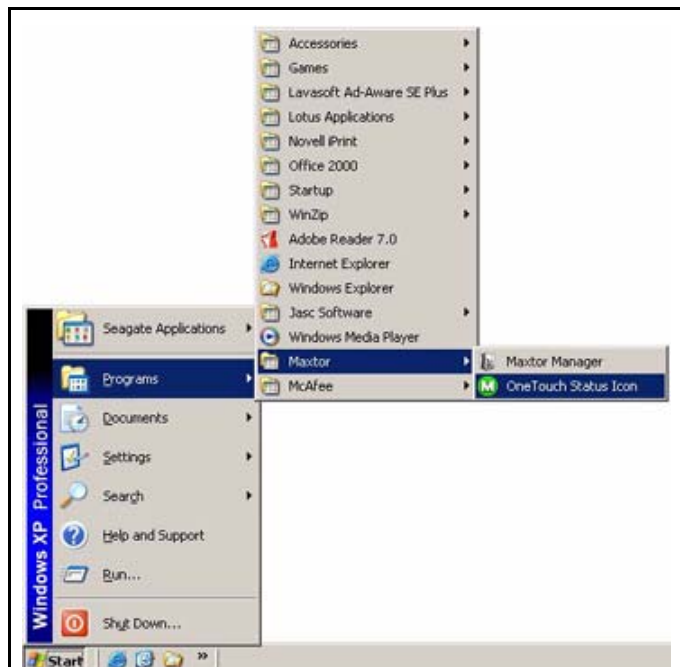 Accessories
Games
Lavasoft Ad-Aware SE Plus
Lotus Applications
Novell iPrint
Office 2000
Startup
WinZip
Adobe Reader 7.0
Internet Explorer
Windows Explorer
Jasc Software
Windows Media Player
Maxtor
McAfee
Maxtor Manager
OneTouch Status Icon
Seagate Applications
Programs
Documents
Settings
Search
Help and Support
Run...
Shut Down...
Windows XP Professional
Start